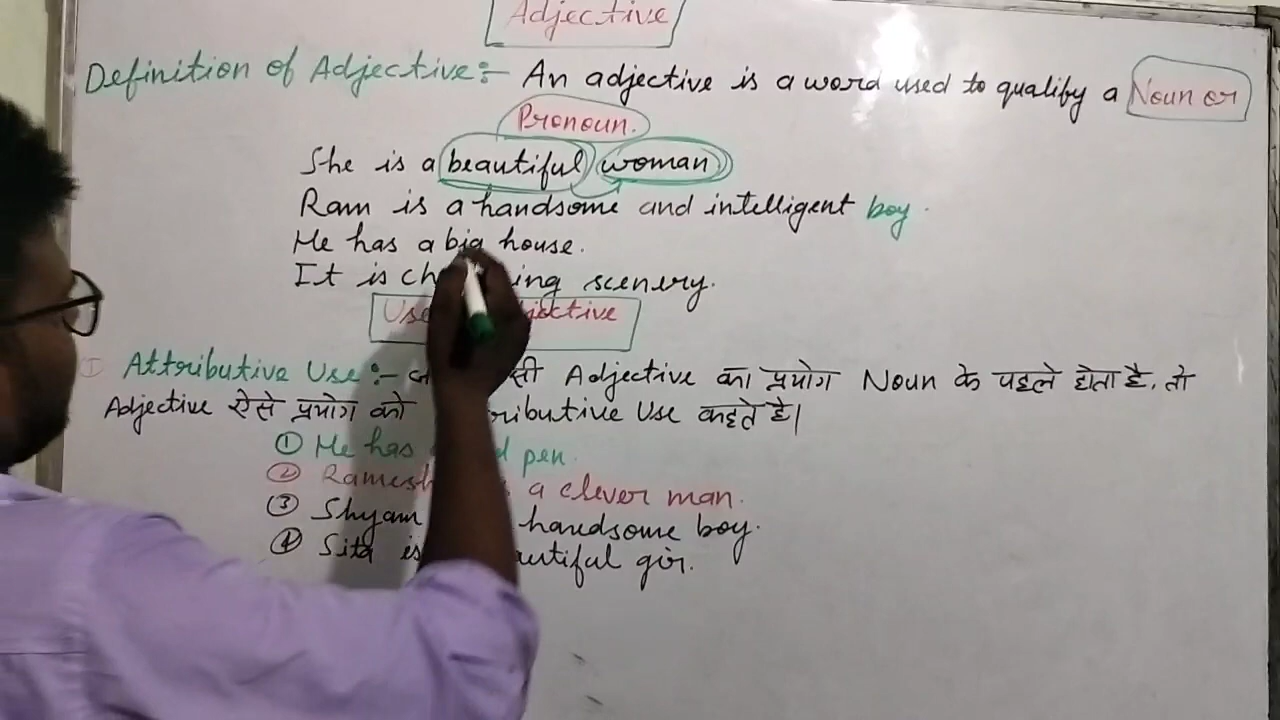 Adjective
Definition of Adjective:- An adjective is a word used to qualify a Noun or
Pronoun.
She is a beautiful woman
Ram is a handsome and intelligent boy.
He has a big house.
It is ch ing scenery.
Use jective
① Attributive Use:- सी Adjective का प्रयोग Noun के पहले होता है, तो
Adjective ऐसे प्रयोग को ributive Use कहते है।
① He has d pen.
② Ramesh a clever man.
③ Shyam handsome boy.
④ Sita is utiful gir.